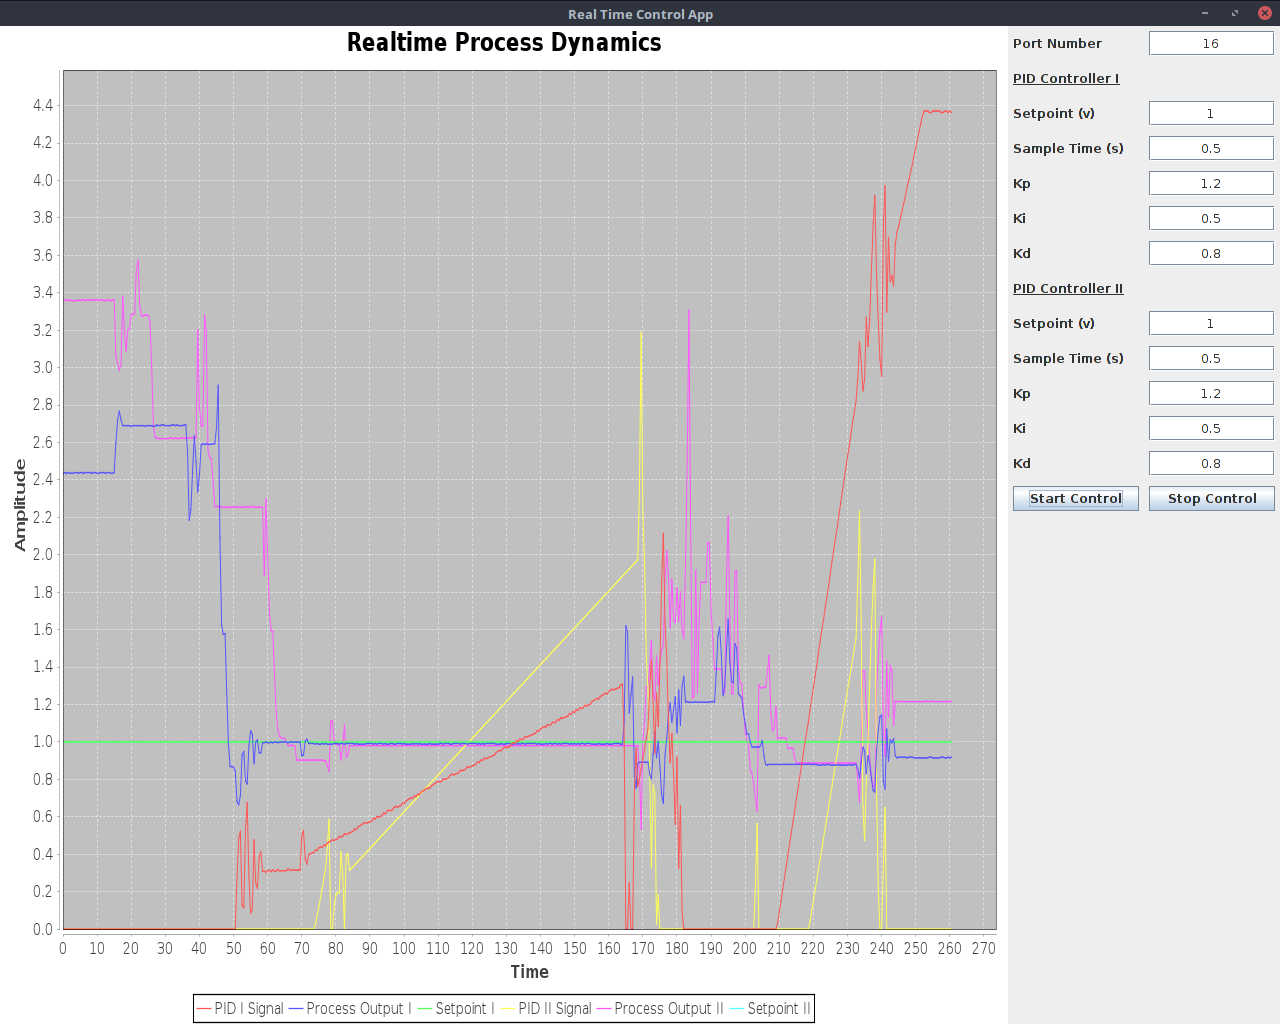 Real Time Control App
Realtime Process Dynamics
Amplitude
4.4
4.2
4.0
3.8
3.6
3.4
3.2
3.0
2.8
2.6
2.4
2.2
2.0
1.8
1.6
1.4
1.2
1.0
0.8
0.6
0.4
0.2
0.0
0 10 20 30 40 50 60 70 80 90 100 110 120 130 140 150 160 170 180 190 200 210 220 230 240 250 260 270
Time
PID I Signal Process Output I Setpoint I PID II Signal Process Output II Setpoint II
Port Number 16
PID Controller I
Setpoint (v) 1
Sample Time (s) 0.5
Kp 1.2
Ki 0.5
Kd 0.8
PID Controller II
Setpoint (v) 1
Sample Time (s) 0.5
Kp 1.2
Ki 0.5
Kd 0.8
Start Control Stop Control